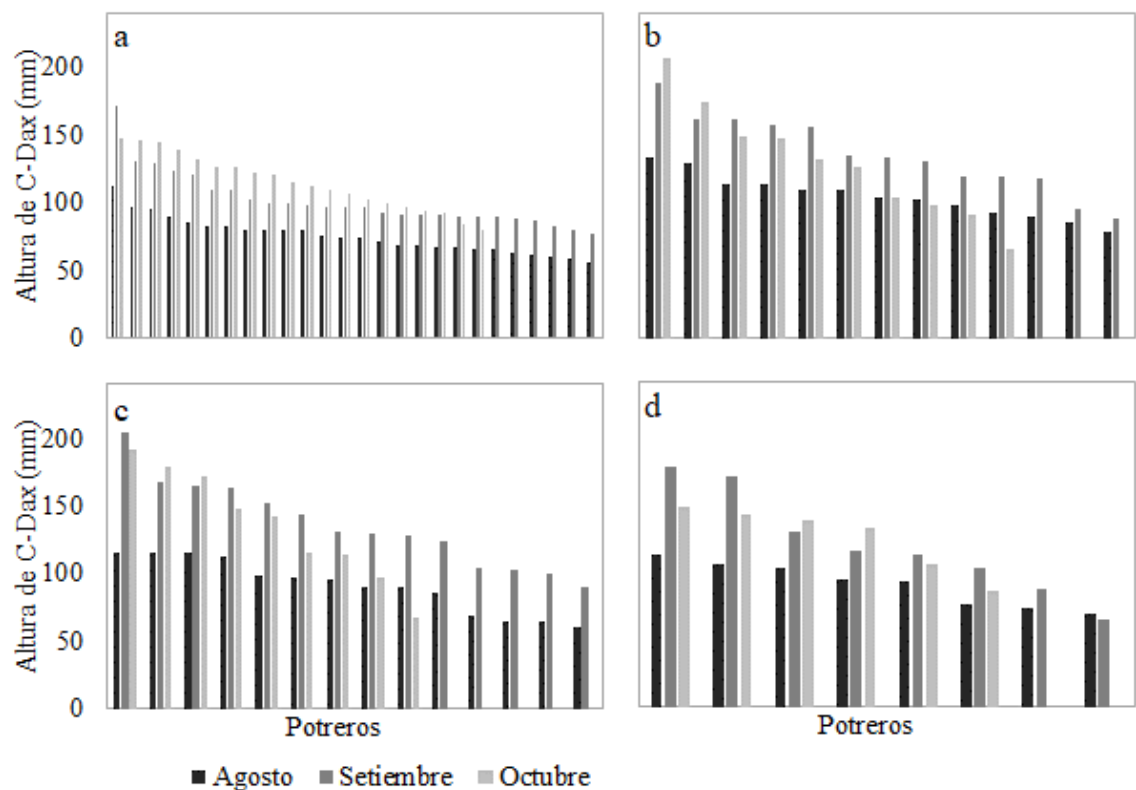 a
b
Altura de C-Dax (mm)
200
150
100
50
0
c
d
Altura de C-Dax (mm)
200
150
100
50
0
Potreros
Potreros
Agosto Setiembre Octubre